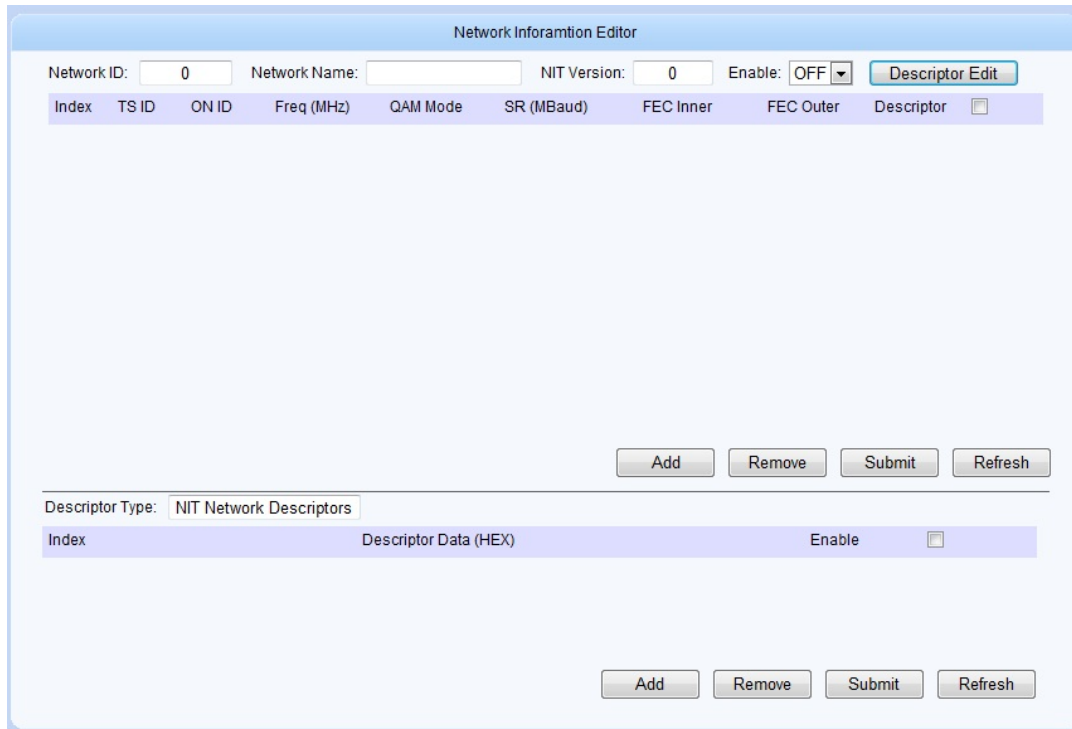 Network Inforamtion Editor
Network ID: 0 Network Name: NIT Version: 0 Enable: OFF Descriptor Edit
Index TS ID ON ID Freq (MHz) QAM Mode SR (MBaud) FEC Inner FEC Outer Descriptor
Add Remove Submit Refresh
Descriptor Type: NIT Network Descriptors
Index Descriptor Data (HEX) Enable
Add Remove Submit Refresh